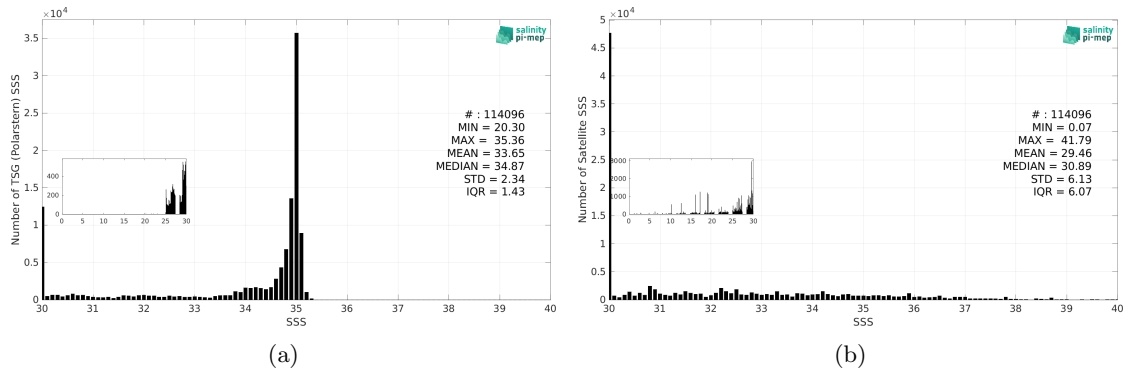 ×10⁴
salinity
pi-mep
3.5
3
2.5
2
1.5
1
0.5
0
Number of TSG (Polarstern) SSS
# : 114096
MIN = 20.30
MAX = 35.36
MEAN = 33.65
MEDIAN = 34.87
STD = 2.34
IQR = 1.43
400
200
0
0 5 10 15 20 25 30
30 31 32 33 34 35 36 37 38 39 40
SSS
(a)
×10⁴
salinity
pi-mep
5
4.5
4
3.5
3
2.5
2
1.5
1
0.5
0
Number of Satellite SSS
# : 114096
MIN = 0.07
MAX = 41.79
MEAN = 29.46
MEDIAN = 30.89
STD = 6.13
IQR = 6.07
3000
2000
1000
0
0 5 10 15 20 25 30
30 31 32 33 34 35 36 37 38 39 40
SSS
(b)